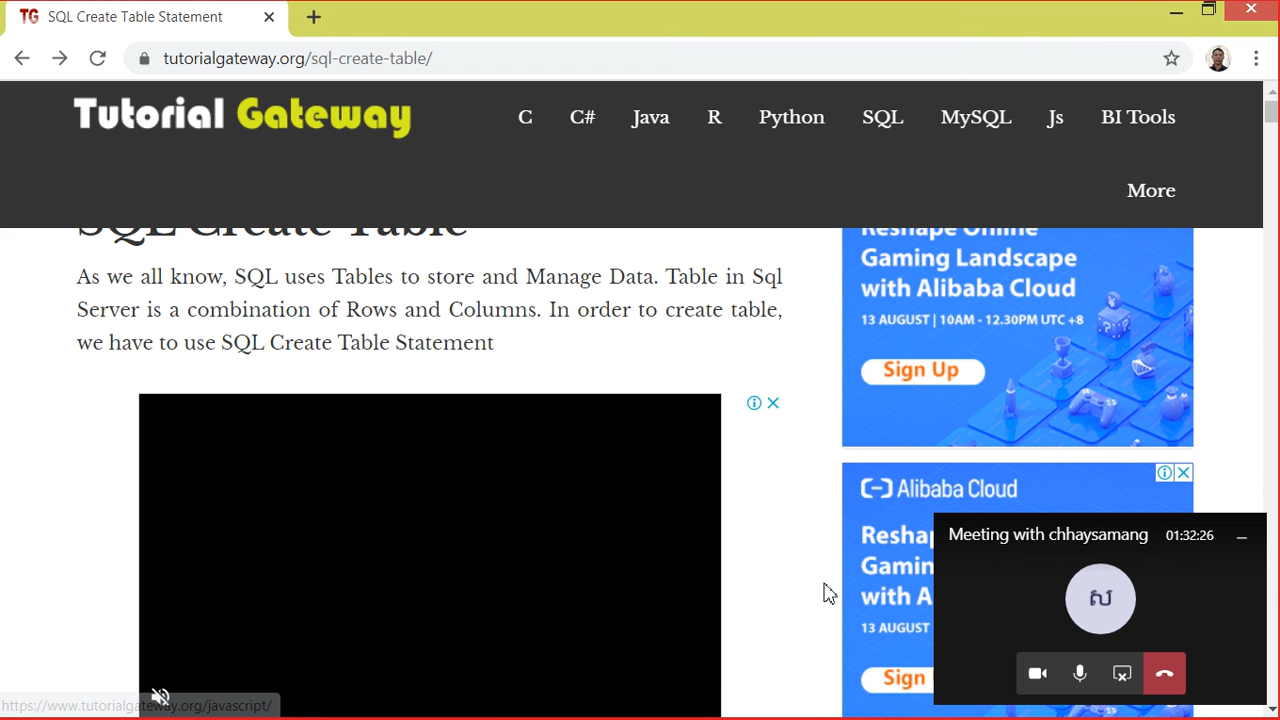 TG SQL Create Table Statement
tutorialgateway.org/sql-create-table/
Tutorial Gateway
C C# Java R Python SQL MySQL Js BI Tools
More
SQL Create Table
As we all know, SQL uses Tables to store and Manage Data. Table in Sql
Server is a combination of Rows and Columns. In order to create table,
we have to use SQL Create Table Statement
Reshape Online
Gaming Landscape
with Alibaba Cloud
13 AUGUST | 10AM - 12.30PM UTC +8
Sign Up
Alibaba Cloud
Resha
Gamin
with A
13 AUGUST
Sign
Meeting with chhaysamang 01:32:26
ស
https://www.tutorialgateway.org/javascript/